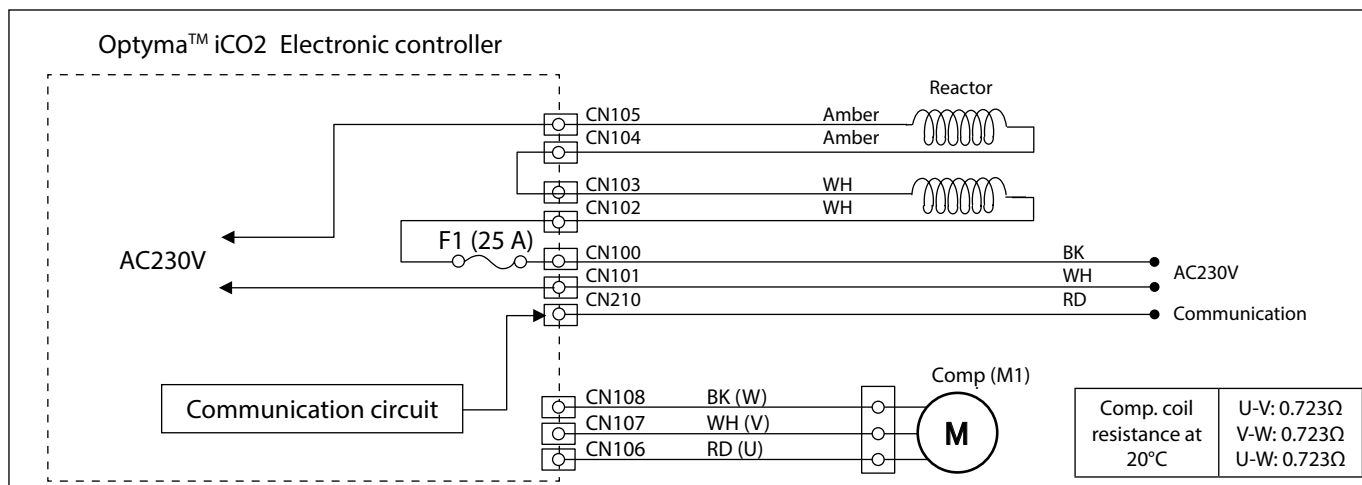 Optyma™ iCO2 Electronic controller
Reactor
CN105 Amber
CN104 Amber
CN103 WH
CN102 WH
F1 (25 A)
CN100 BK
AC230V
CN101 WH
AC230V
CN210 RD
Communication
Communication circuit
Comp (M1)
CN108 BK (W)
CN107 WH (V)
M
CN106 RD (U)
Comp. coil
resistance at
20°C
U-V: 0.723Ω
V-W: 0.723Ω
U-W: 0.723Ω